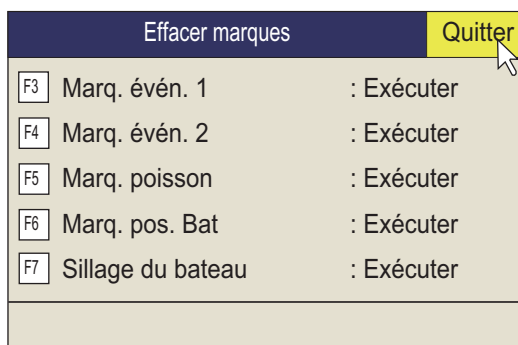 Effacer marques Quitter
F3 Marq. évén. 1 : Exécuter
F4 Marq. évén. 2 : Exécuter
F5 Marq. poisson : Exécuter
F6 Marq. pos. Bat : Exécuter
F7 Sillage du bateau : Exécuter